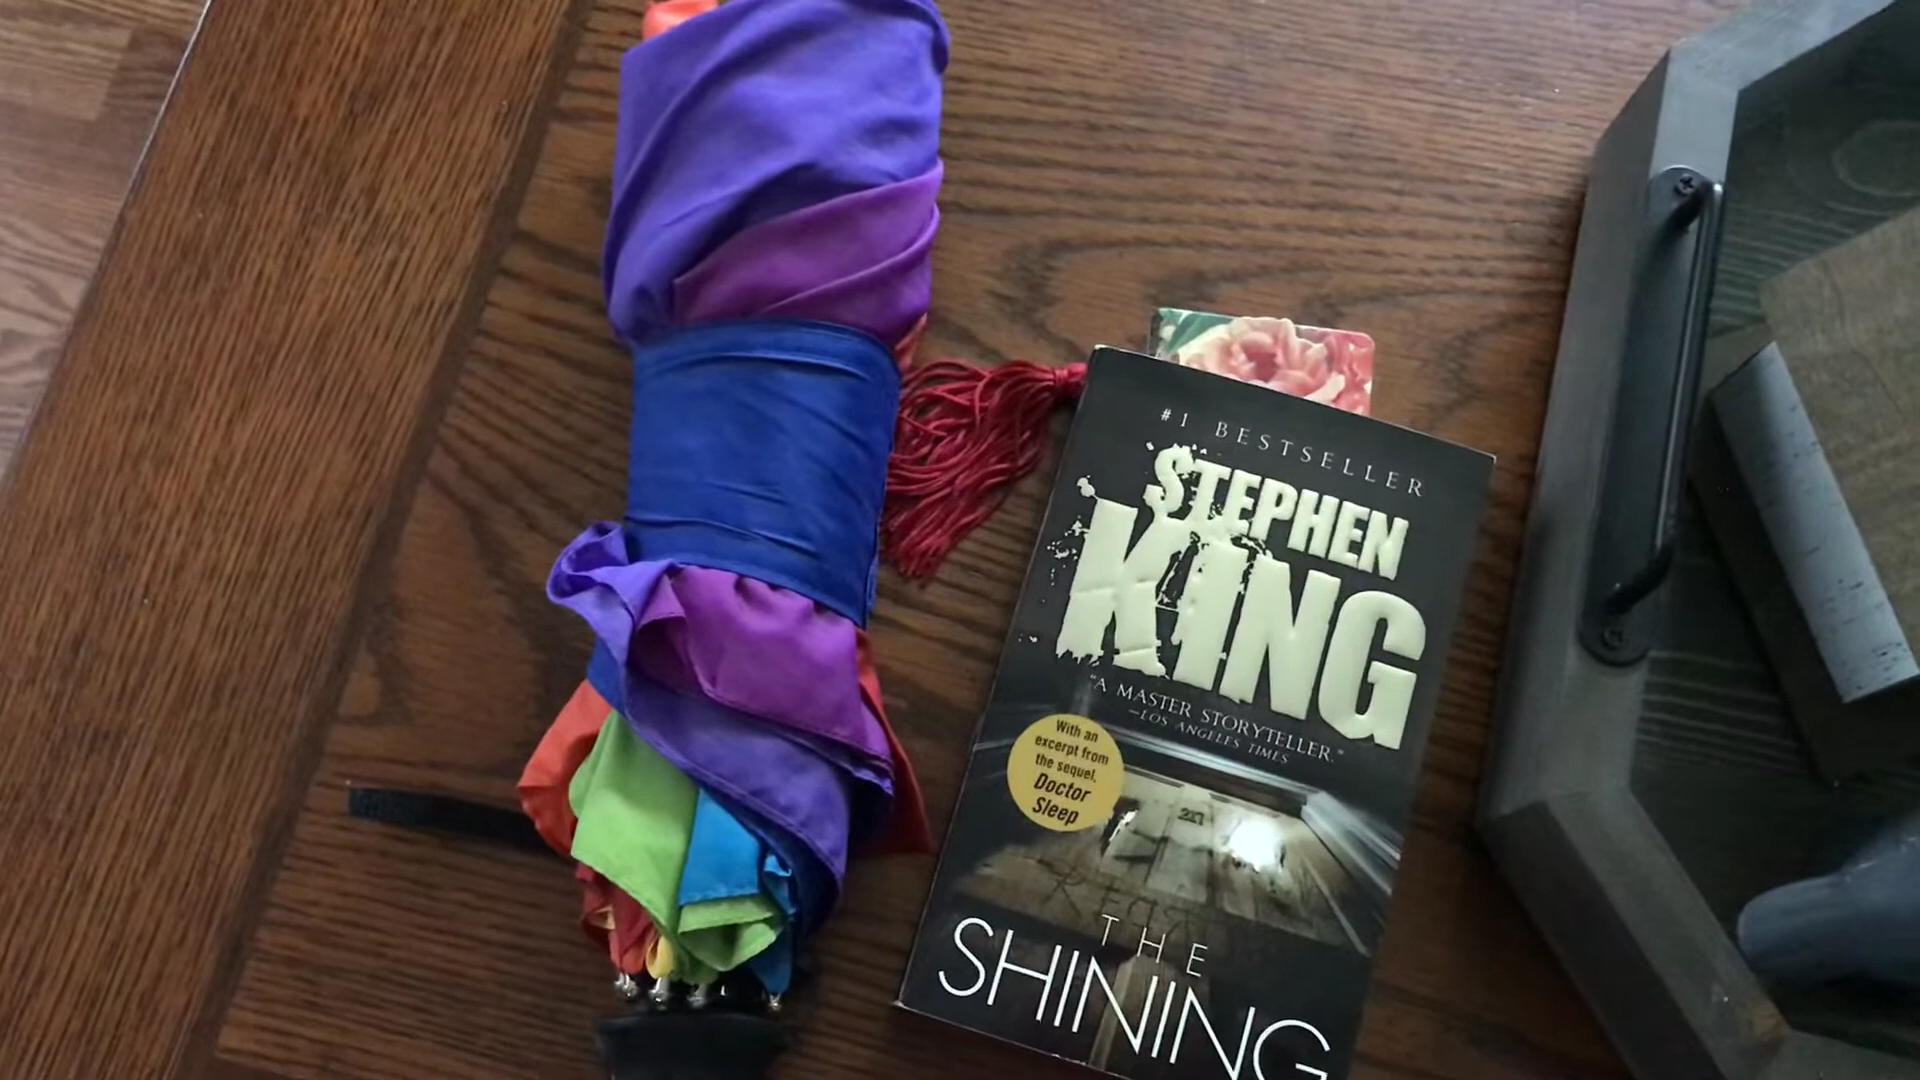 #1 BESTSELLER
STEPHEN
KING
"A MASTER STORYTELLER."
—LOS ANGELES TIMES
With an
excerpt from
the sequel,
Doctor
Sleep
217
THE
SHINING